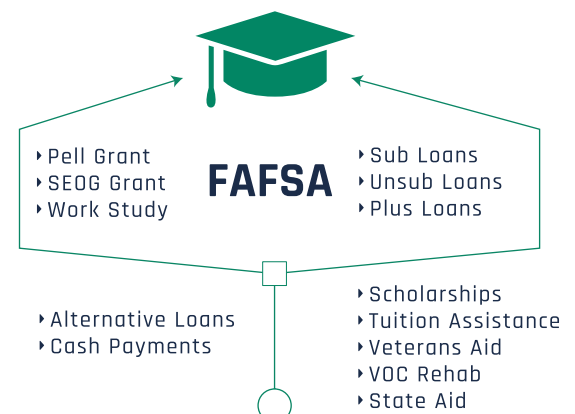 Pell Grant
SEOG Grant
Work Study
FAFSA
Sub Loans
Unsub Loans
Plus Loans
Alternative Loans
Cash Payments
Scholarships
Tuition Assistance
Veterans Aid
VOC Rehab
State Aid